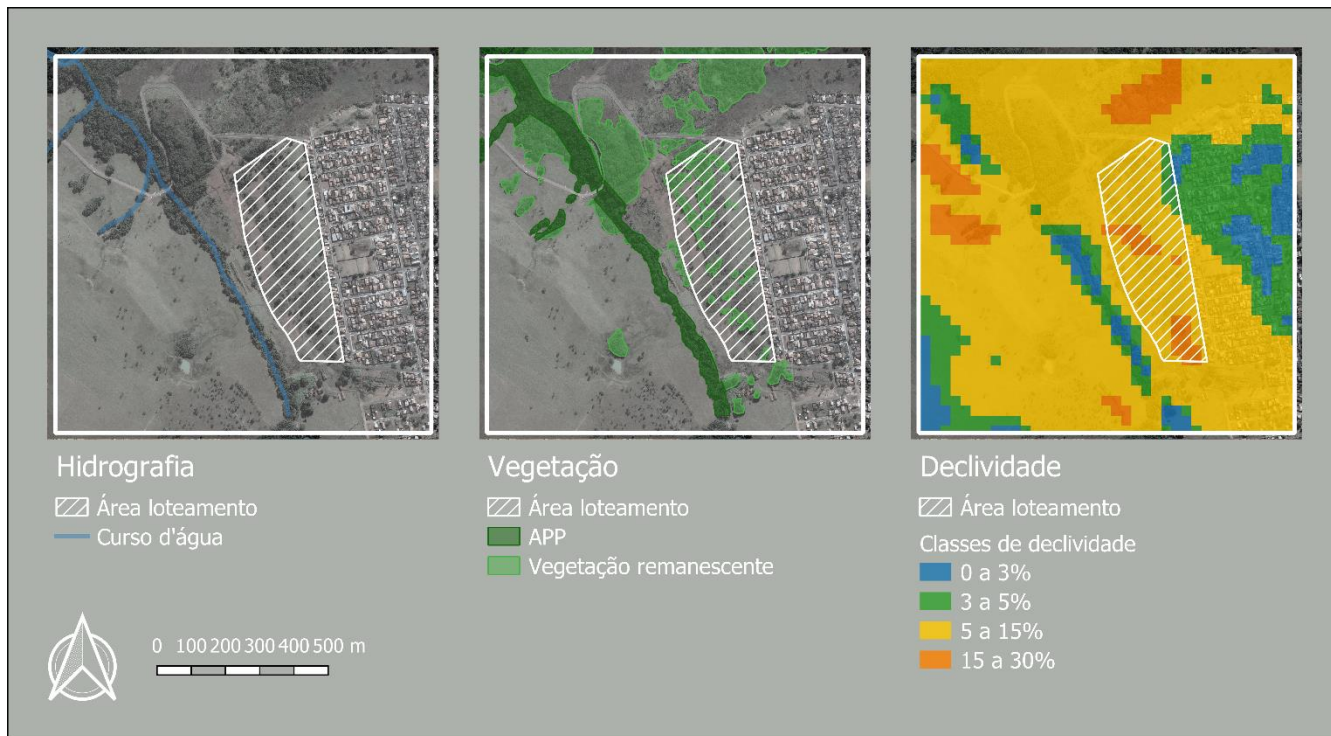 Hidrografia
Área loteamento
Curso d'água
0 100 200 300 400 500 m
Vegetação
Área loteamento
APP
Vegetação remanescente
Declividade
Área loteamento
Classes de declividade
0 a 3%
3 a 5%
5 a 15%
15 a 30%